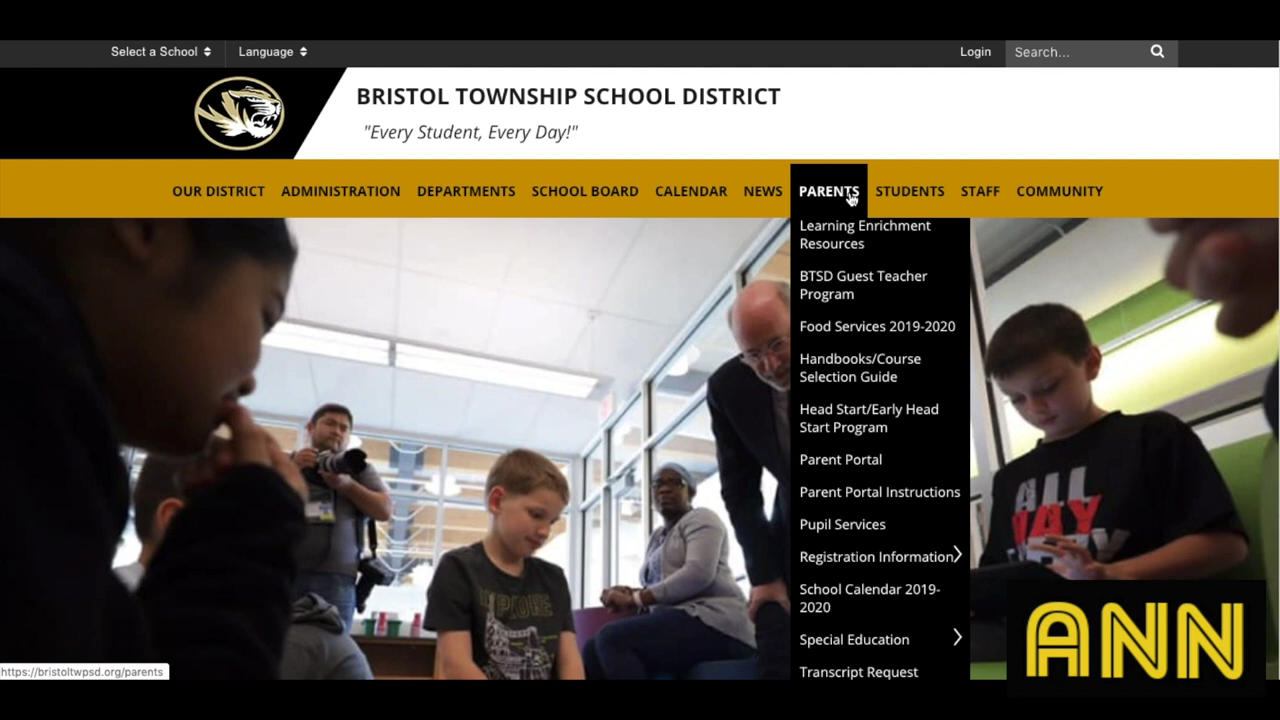 Select a School
Language
Login
Search...
BRISTOL TOWNSHIP SCHOOL DISTRICT
"Every Student, Every Day!"
OUR DISTRICT
ADMINISTRATION
DEPARTMENTS
SCHOOL BOARD
CALENDAR
NEWS
PARENTS
STUDENTS
STAFF
COMMUNITY
Learning Enrichment
Resources
BTSD Guest Teacher
Program
Food Services 2019-2020
Handbooks/Course
Selection Guide
Head Start/Early Head
Start Program
Parent Portal
Parent Portal Instructions
Pupil Services
Registration Information
School Calendar 2019-
2020
Special Education
Transcript Request
ALL
https://bristoltwpsd.org/parents
ANN